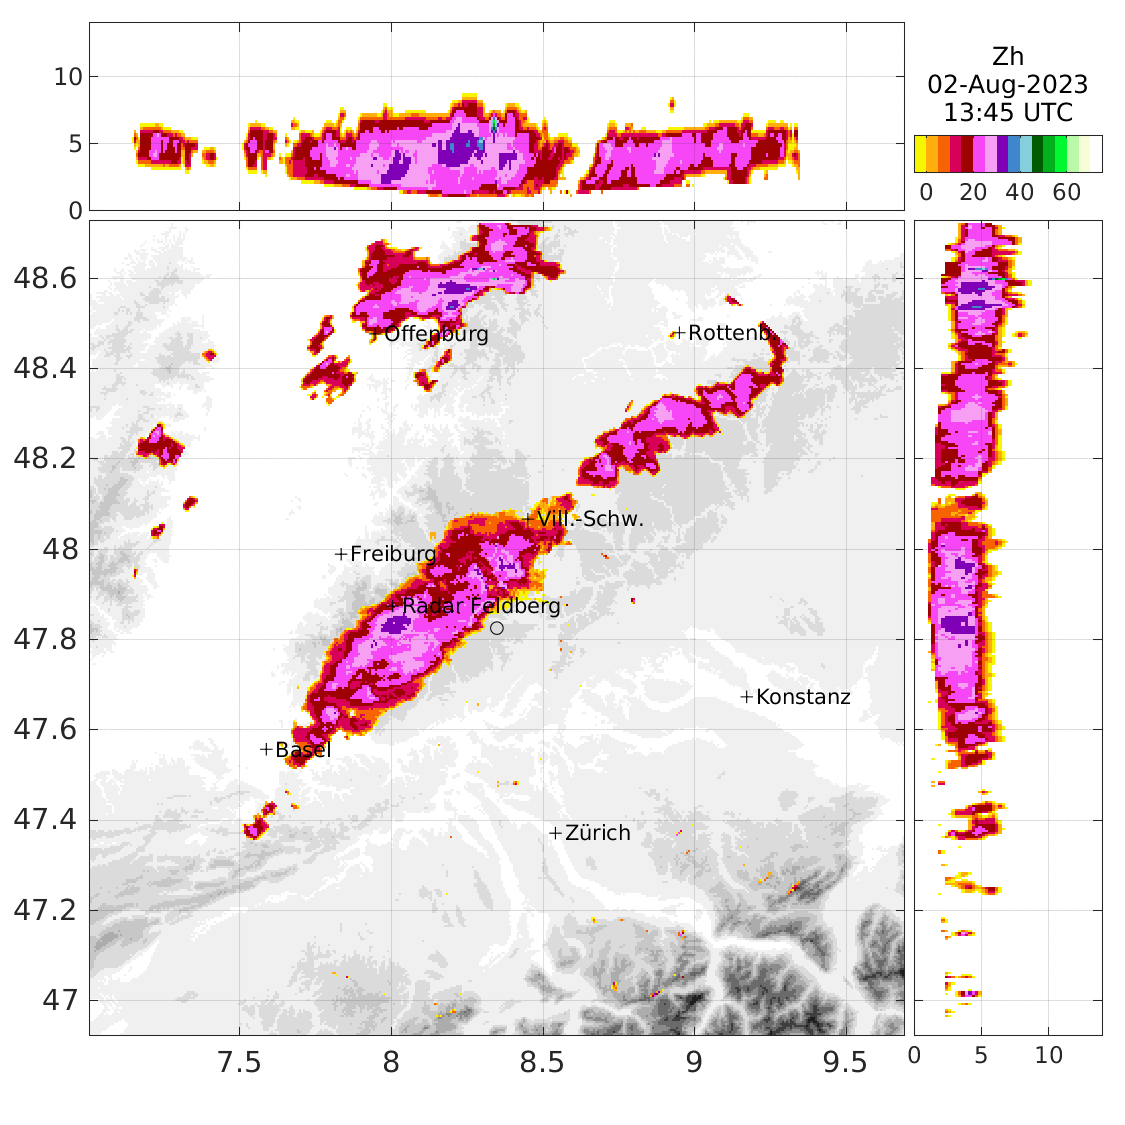 Zh
02-Aug-2023
13:45 UTC
0 20 40 60
10
5
0
48.6
48.4
48.2
48
47.8
47.6
47.4
47.2
47
7.5 8 8.5 9 9.5
0 5 10
+Offenburg
+Rottenb
+Vill.-Schw.
+Freiburg
+Radar Feldberg
+Konstanz
+Basel
+Zürich